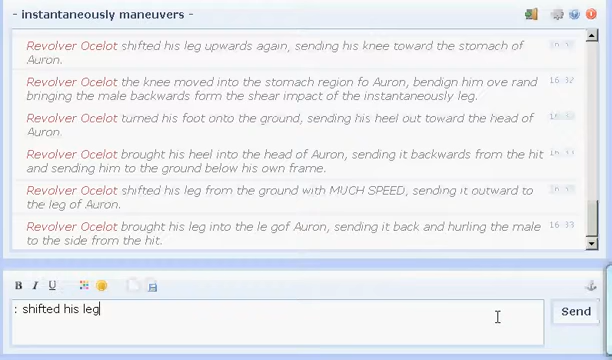 - instantaneously maneuvers -
Revolver Ocelot shifted his leg upwards again, sending his knee toward the stomach of
Auron.
Revolver Ocelot the knee moved into the stomach region fo Auron, bendign him ove rand 16:32
bringing the male backwards form the shear impact of the instantaneously leg.
Revolver Ocelot turned his foot onto the ground, sending his heel out toward the head of
Auron.
Revolver Ocelot brought his heel into the head of Auron, sending it backwards from the hit 16:33
and sending him to the ground below his own frame.
Revolver Ocelot shifted his leg from the ground with MUCH SPEED, sending it outward to
the leg of Auron.
Revolver Ocelot brought his leg into the le gof Auron, sending it back and hurling the male 16:33
to the side from the hit.
B I U
: shifted his leg
Send